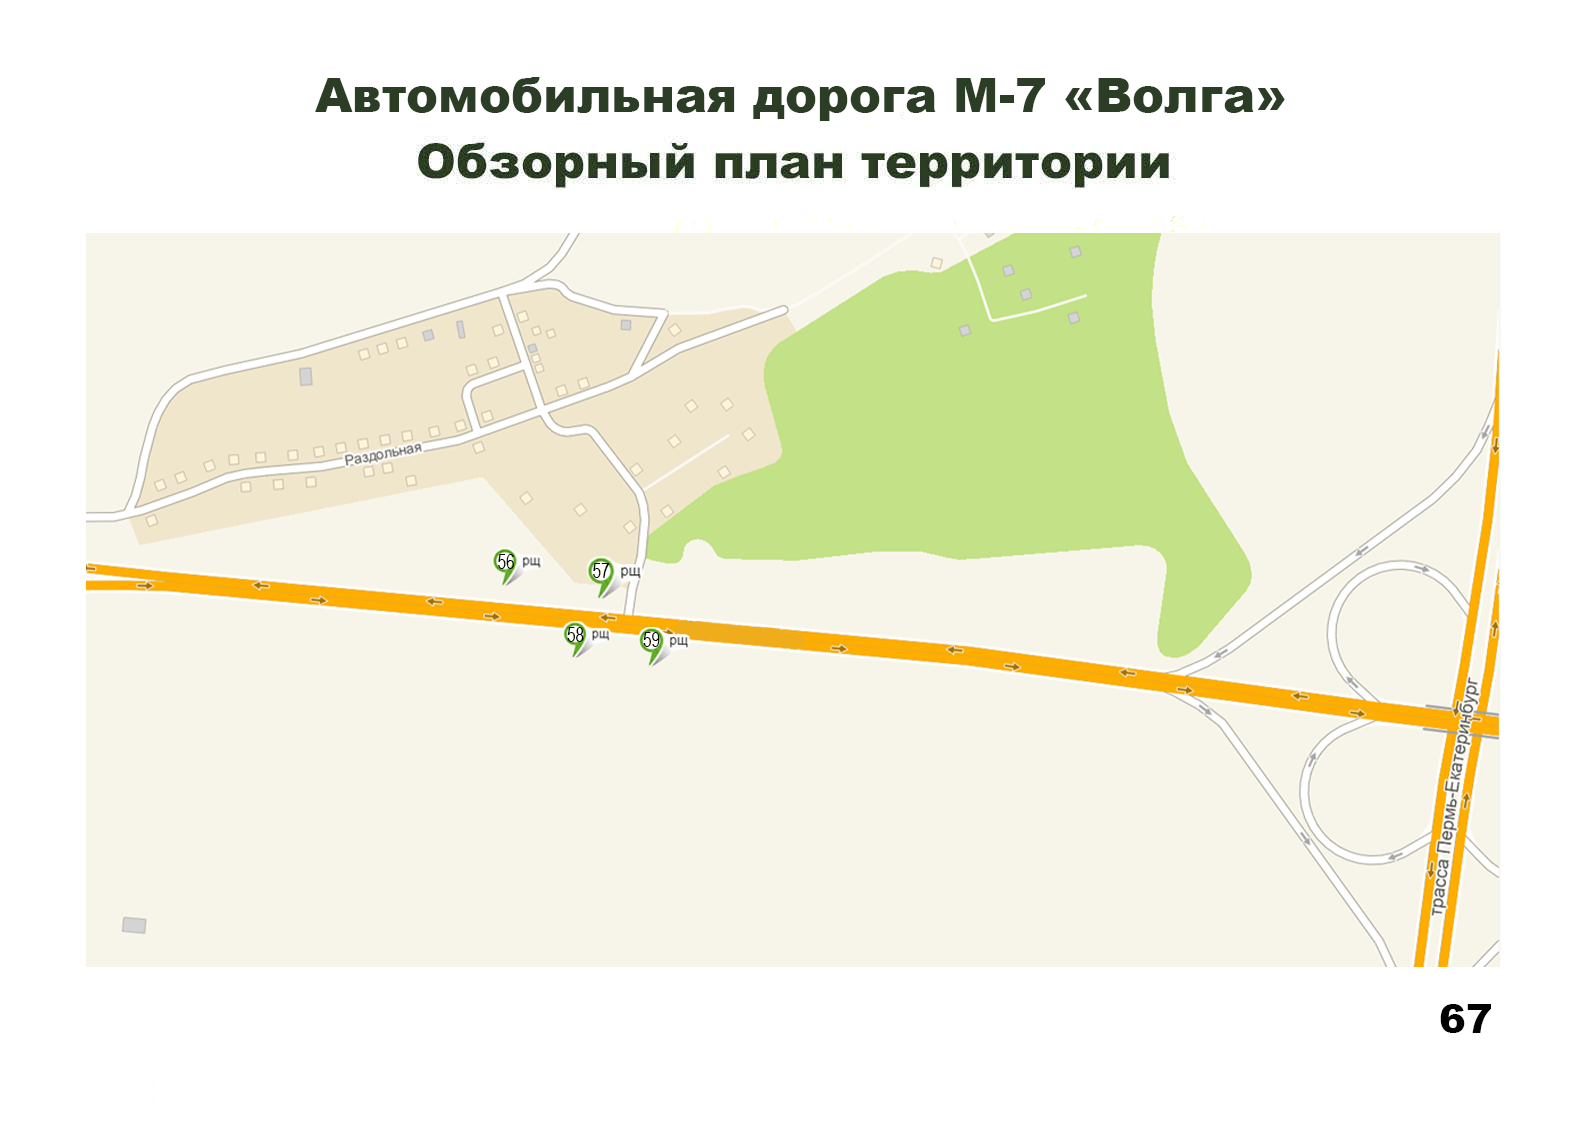 Автомобильная дорога М-7 «Волга»
Обзорный план территории
Раздольная
56 рщ
57 рщ
58 рщ
59 рщ
трасса Пермь-Екатеринбург
67